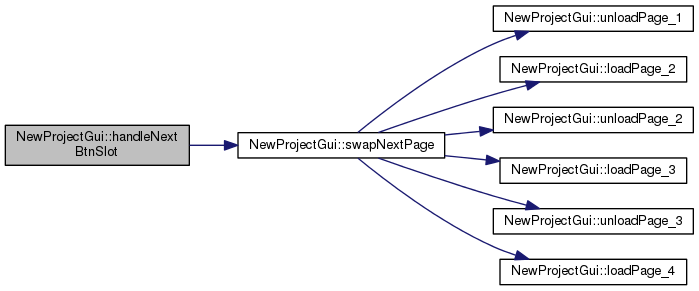 NewProjectGui::handleNext
BtnSlot
NewProjectGui::swapNextPage
NewProjectGui::unloadPage_1
NewProjectGui::loadPage_2
NewProjectGui::unloadPage_2
NewProjectGui::loadPage_3
NewProjectGui::unloadPage_3
NewProjectGui::loadPage_4